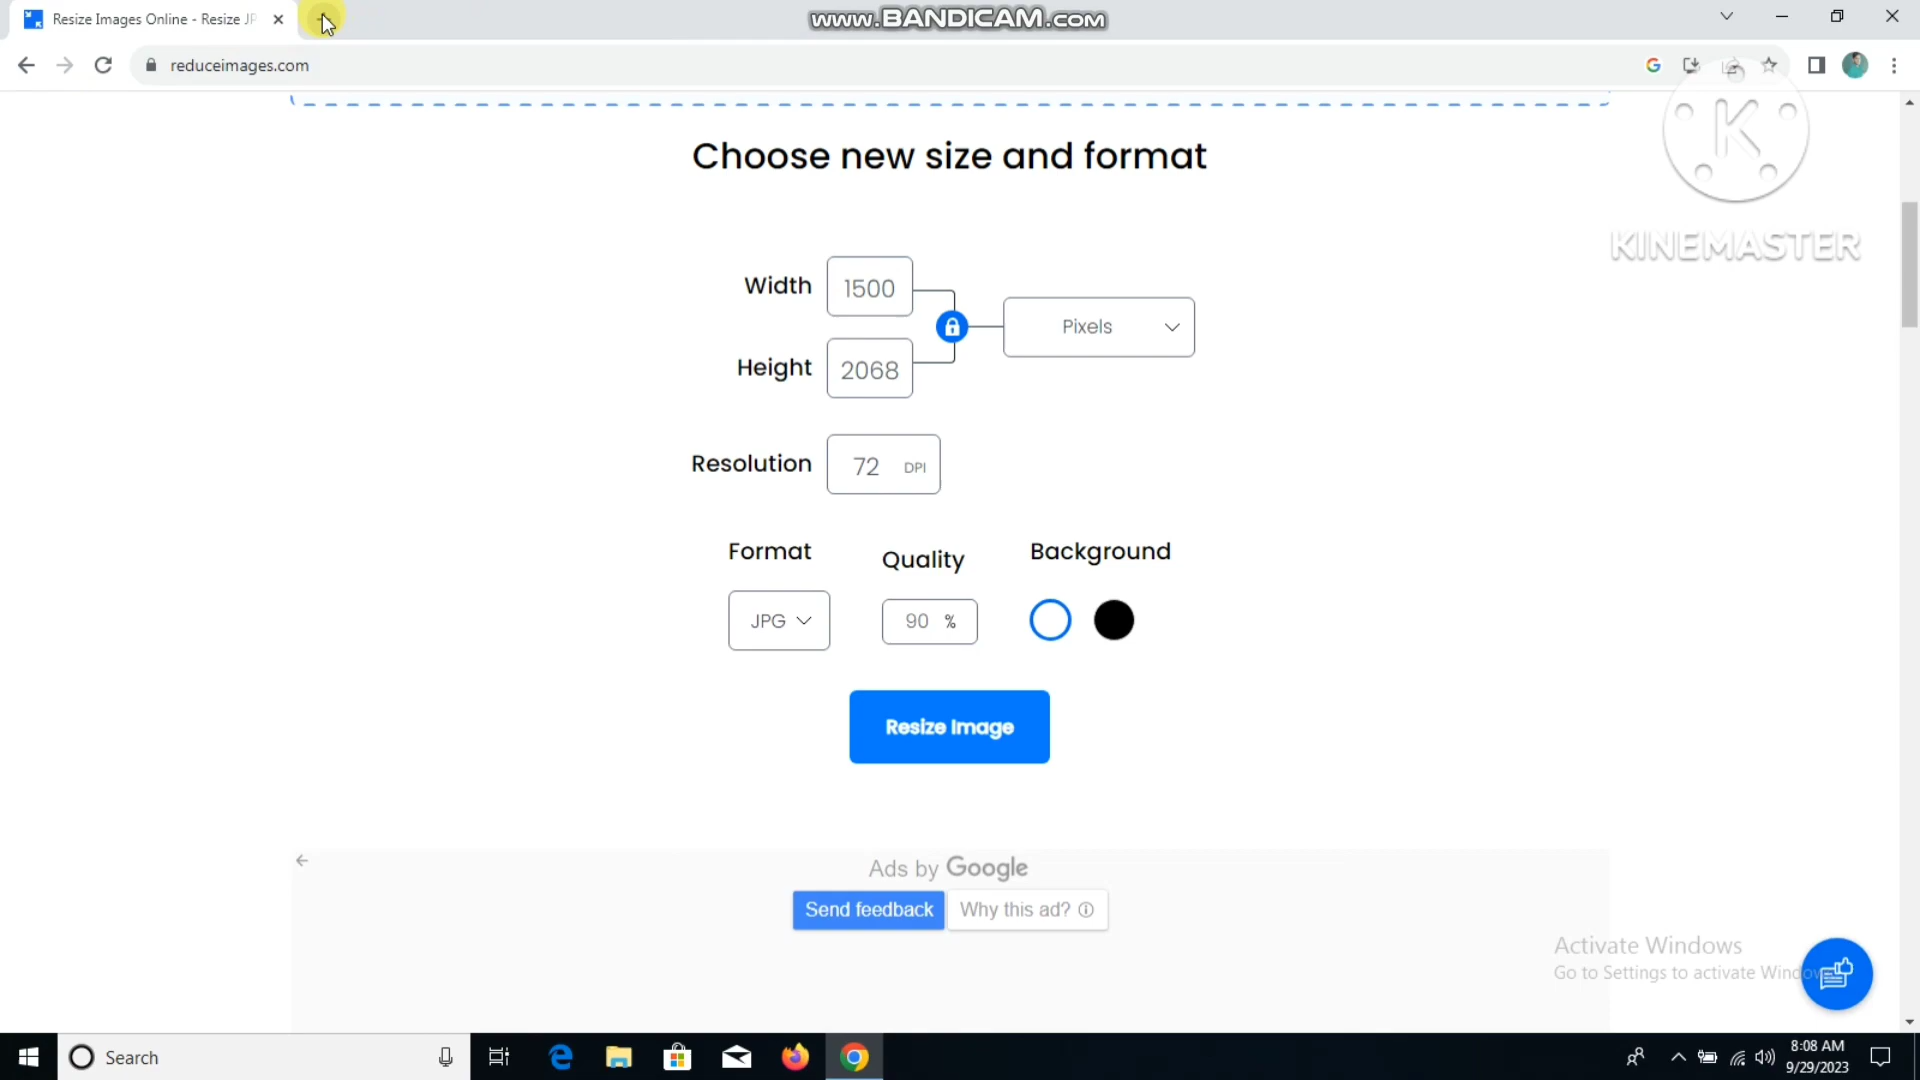 Resize Images Online - Resize JP
www.BANDICAM.com
reduceimages.com
KINEMASTER
Choose new size and format
Width 1500
Pixels
Height 2068
Resolution 72 DPI
Format Quality Background
JPG 90 %
Resize Image
Ads by Google
Send feedback Why this ad?
Activate Windows
Go to Settings to activate Windo
Search
8:08 AM
9/29/2023